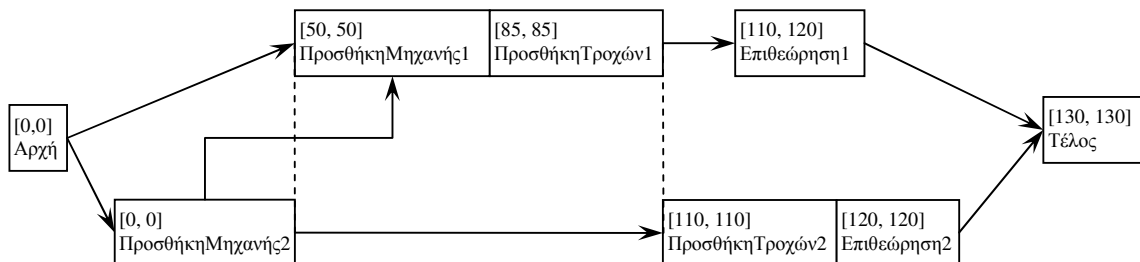 [50, 50]
ΠροσθήκηΜηχανής1
[85, 85]
ΠροσθήκηΤροχών1
[110, 120]
Επιθεώρηση1
[0,0]
Αρχή
[130, 130]
Τέλος
[0, 0]
ΠροσθήκηΜηχανής2
[110, 110]
ΠροσθήκηΤροχών2
[120, 120]
Επιθεώρηση2